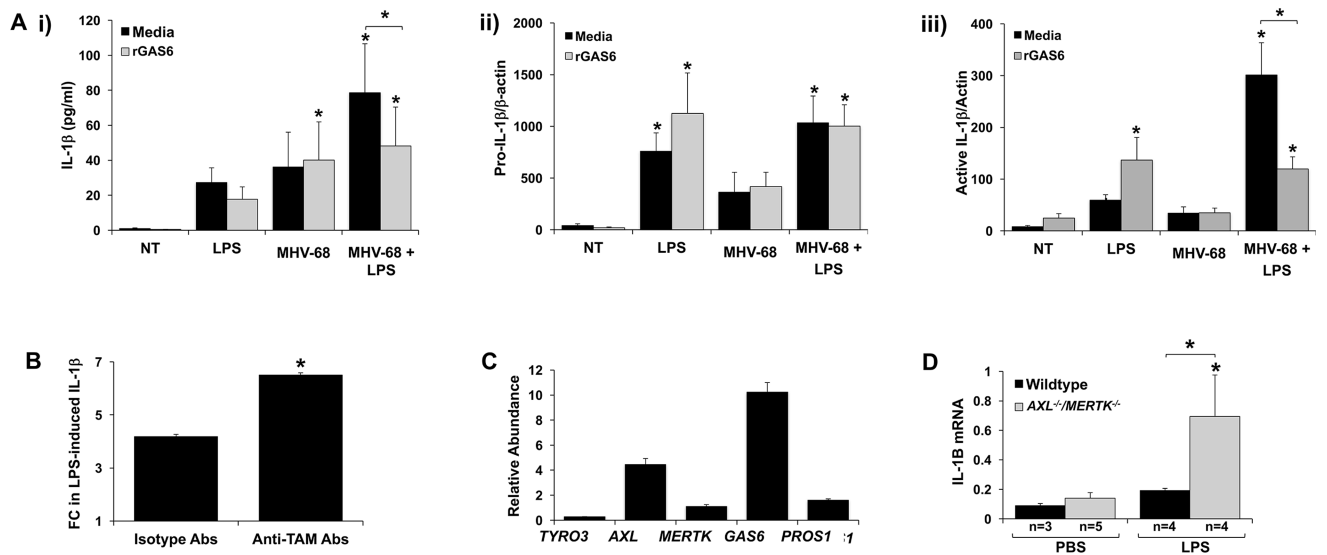 A i)
IL-1β (pg/ml)
120
100
80
60
40
20
0
Media
rGAS6
*
*
*
*
NT
LPS
MHV-68
MHV-68 +
LPS
ii)
Pro-IL-1β/β-actin
2000
1500
1000
500
0
Media
rGAS6
*
*
*
*
NT
LPS
MHV-68
MHV-68 +
LPS
iii)
Active IL-1β/Actin
400
300
200
100
0
Media
rGAS6
*
*
*
*
NT
LPS
MHV-68
MHV-68 +
LPS
B
FC in LPS-induced IL-1β
7
5
3
1
*
Isotype Abs
Anti-TAM Abs
C
Relative Abundance
12
10
8
6
4
2
0
TYRO3 AXL MERTK GAS6 PROS1
D
IL-1B mRNA
1
0.8
0.6
0.4
0.2
0
Wildtype
AXL-/-/MERTK-/-
*
*
n=3 n=5 n=4 n=4
PBS LPS